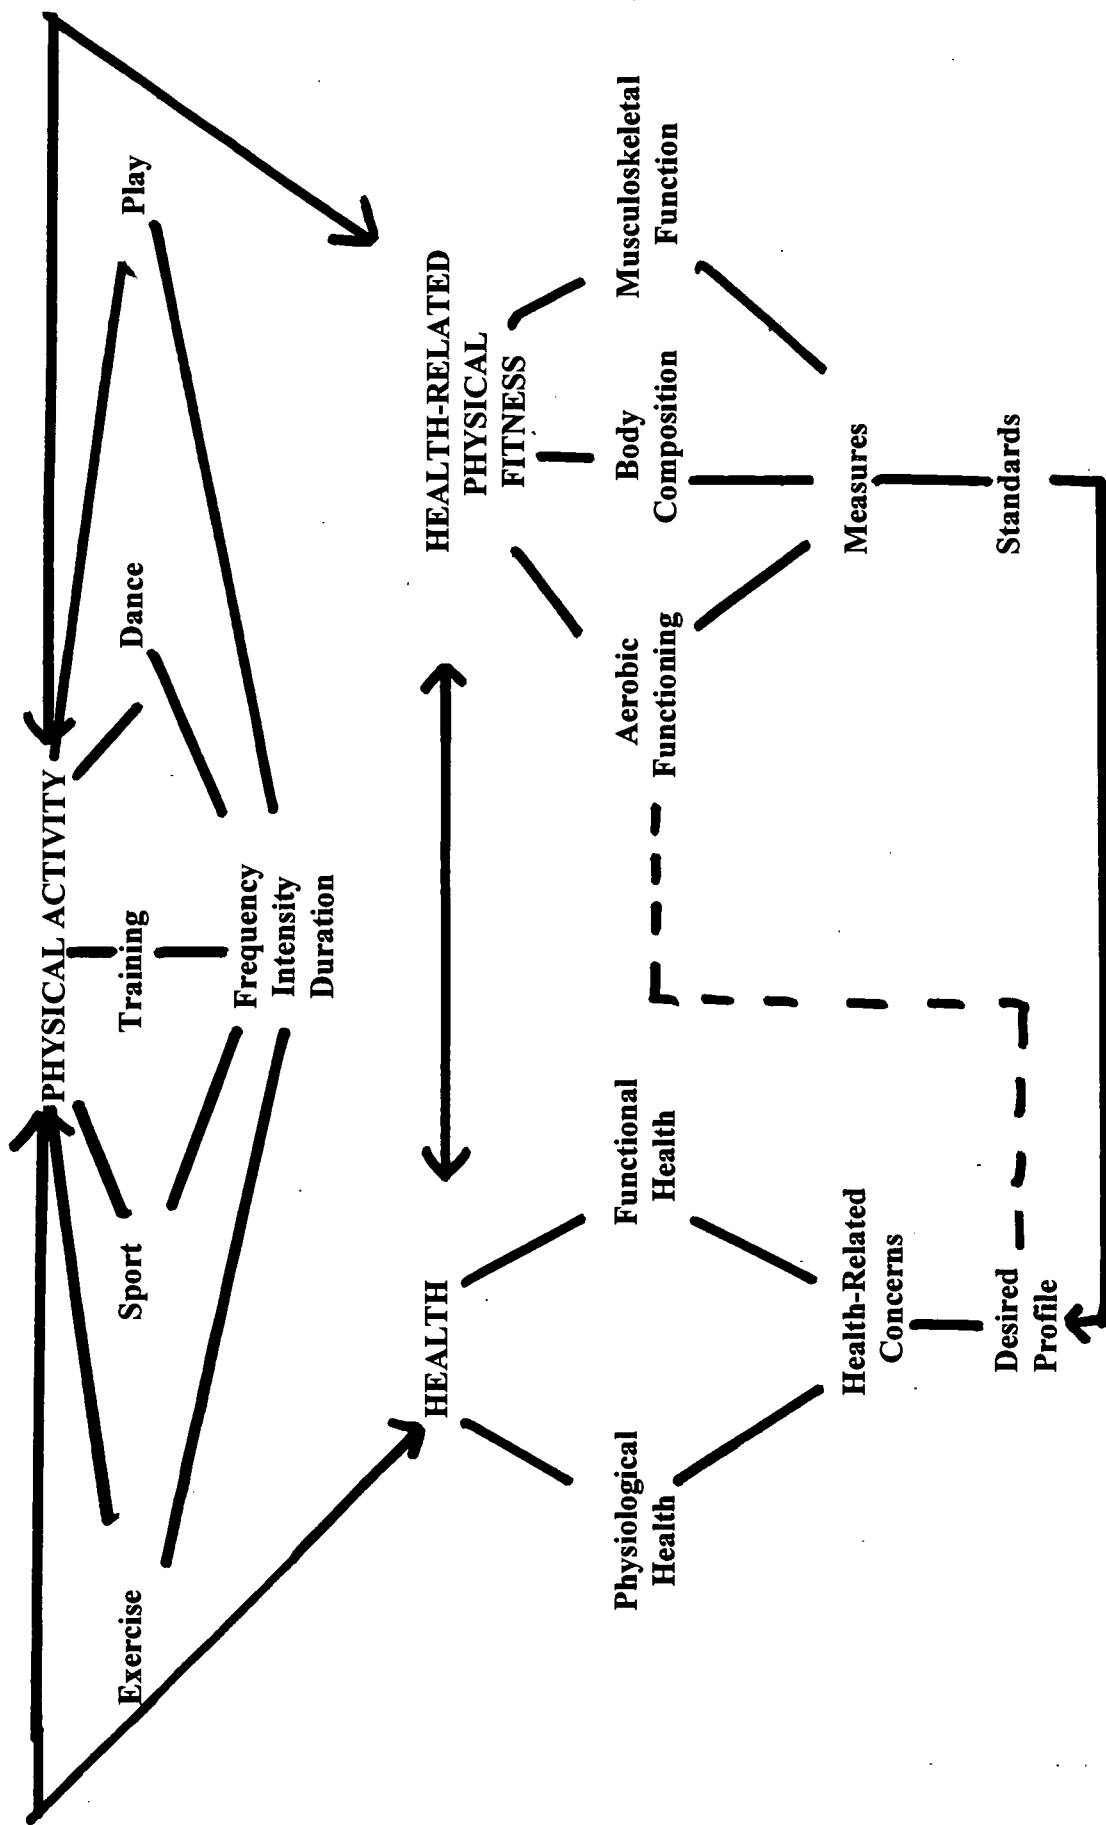 PHYSICAL ACTIVITY
Exercise
Sport
Training
Dance
Play
Frequency
Intensity
Duration
HEALTH
HEALTH-RELATED
PHYSICAL
FITNESS
Physiological
Health
Functional
Health
Aerobic
Functioning
Body
Composition
Musculoskeletal
Function
Health-Related
Concerns
Measures
Desired
Profile
Standards